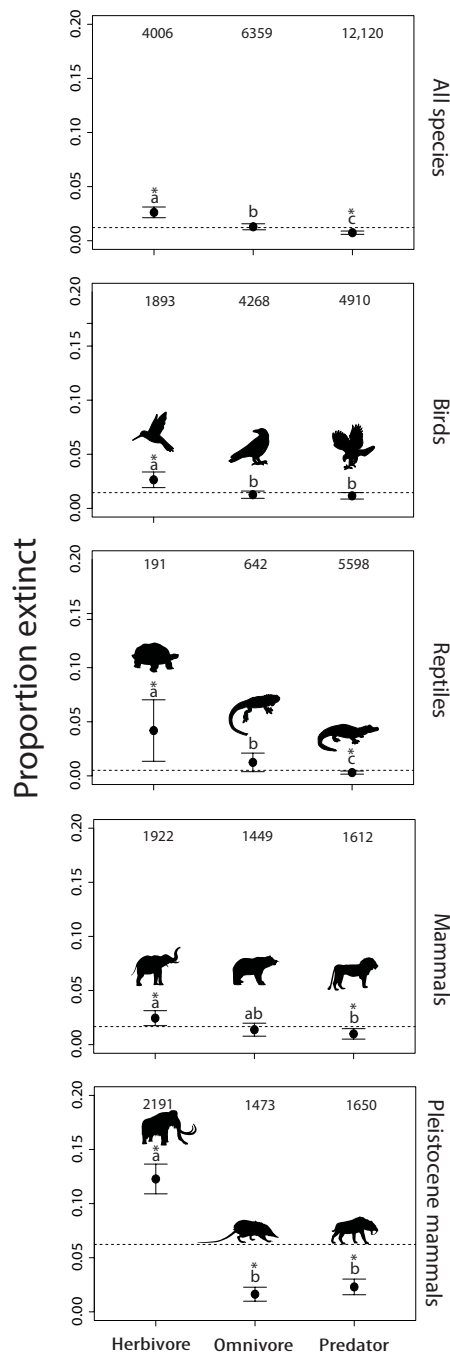 Proportion extinct
0.20
0.15
0.10
0.05
0.00
4006 6359 12,120
*
a
b
*
c
All species
0.20
0.10
0.05
0.00
1893 4268 4910
*
a
b
b
Birds
0.20
0.15
0.10
0.05
0.00
191 642 5598
*
a
b
*
c
Reptiles
0.20
0.15
0.10
0.05
0.00
1922 1449 1612
*
a
ab
*
b
Mammals
0.20
0.15
0.10
0.05
0.00
2191 1473 1650
*
a
*
b
*
b
Pleistocene mammals
Herbivore Omnivore Predator